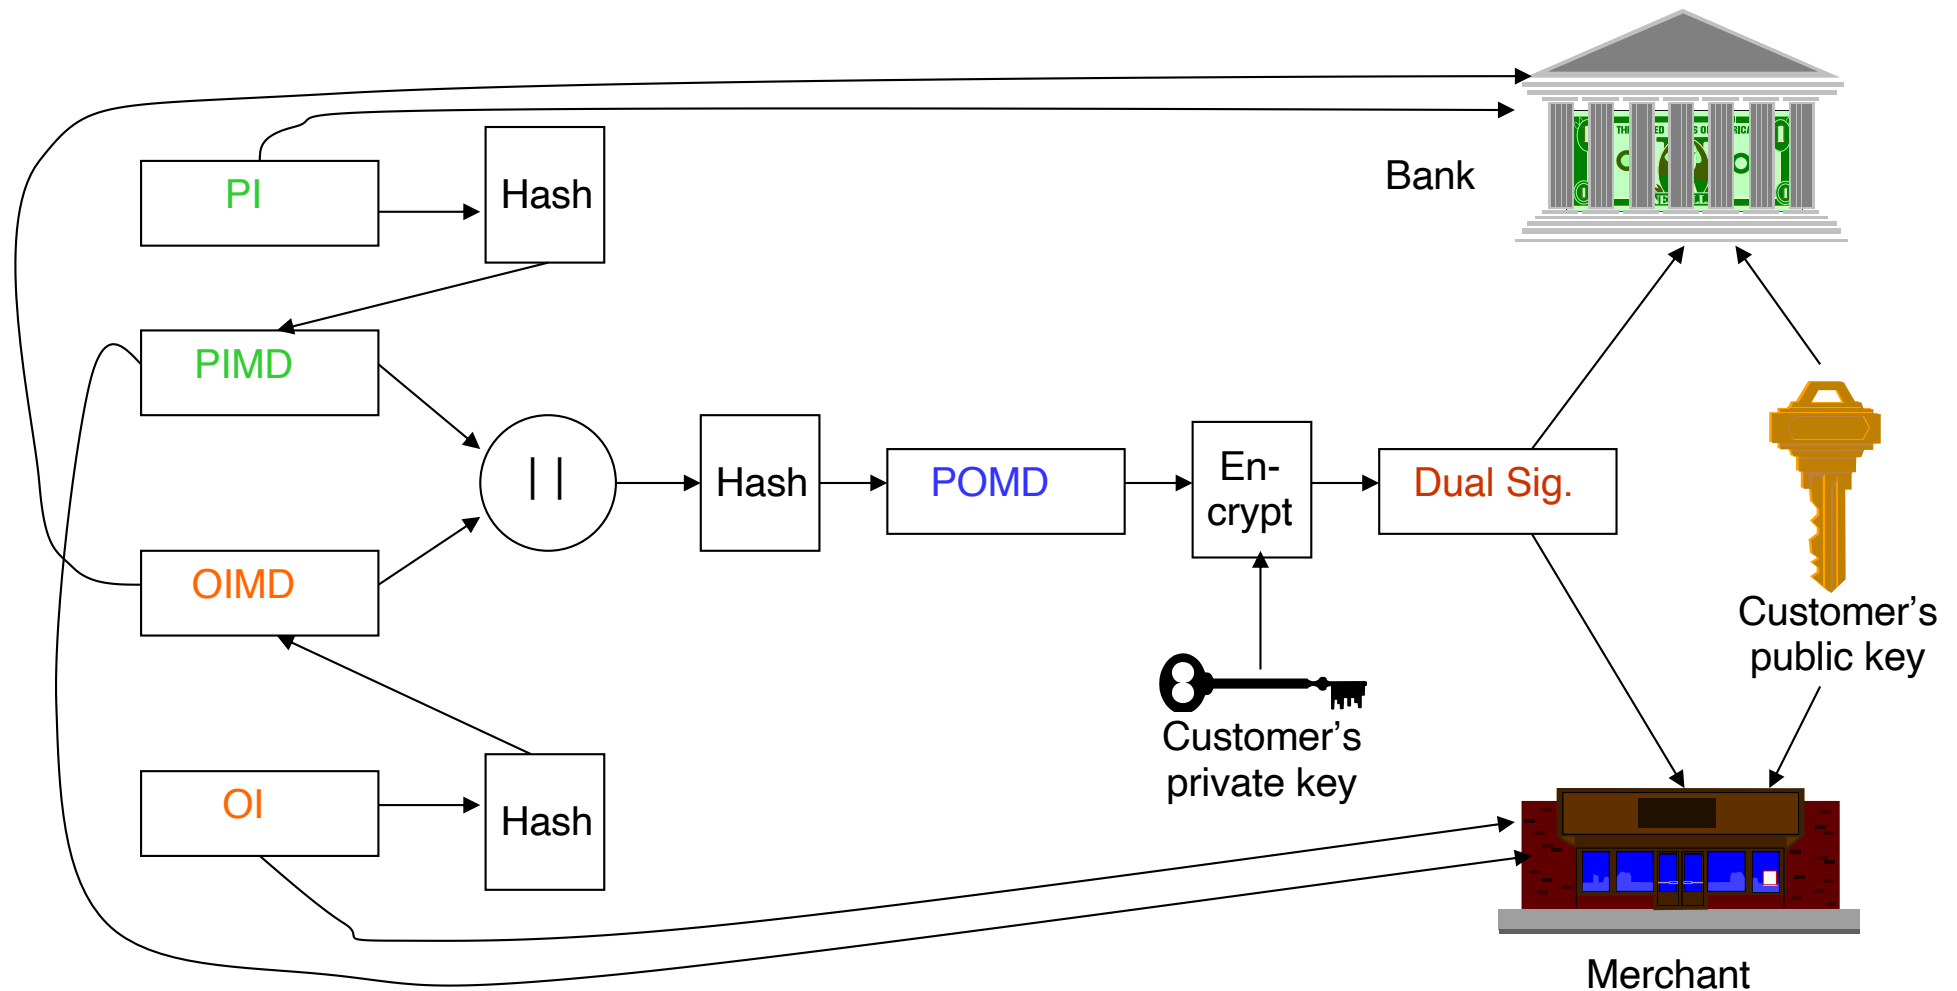 Bank
PI
Hash
PIMD
||
Hash
POMD
En-
crypt
Dual Sig.
OIMD
Customer’s
public key
Customer’s
private key
OI
Hash
Merchant